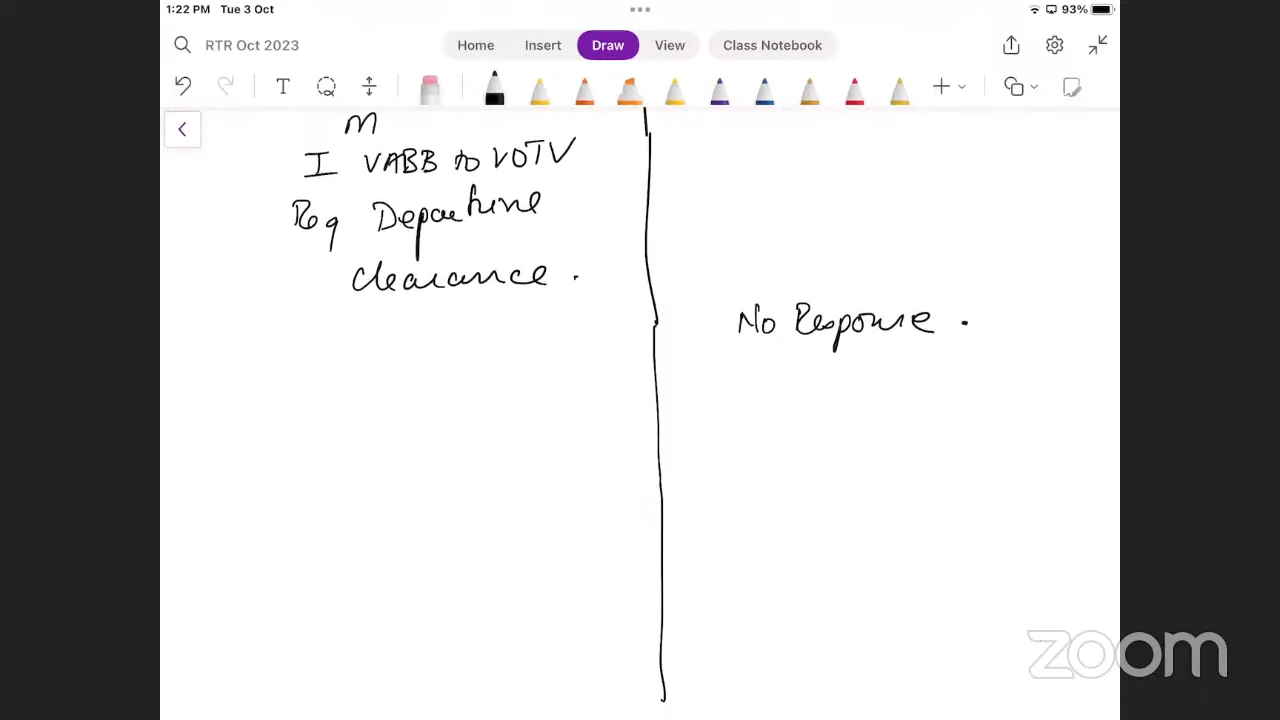 1:22 PM Tue 3 Oct
93%
RTR Oct 2023
Home Insert Draw View Class Notebook
T
M
I VABB to VOTV
Req Departure
Clearance.
No Response.
zoom